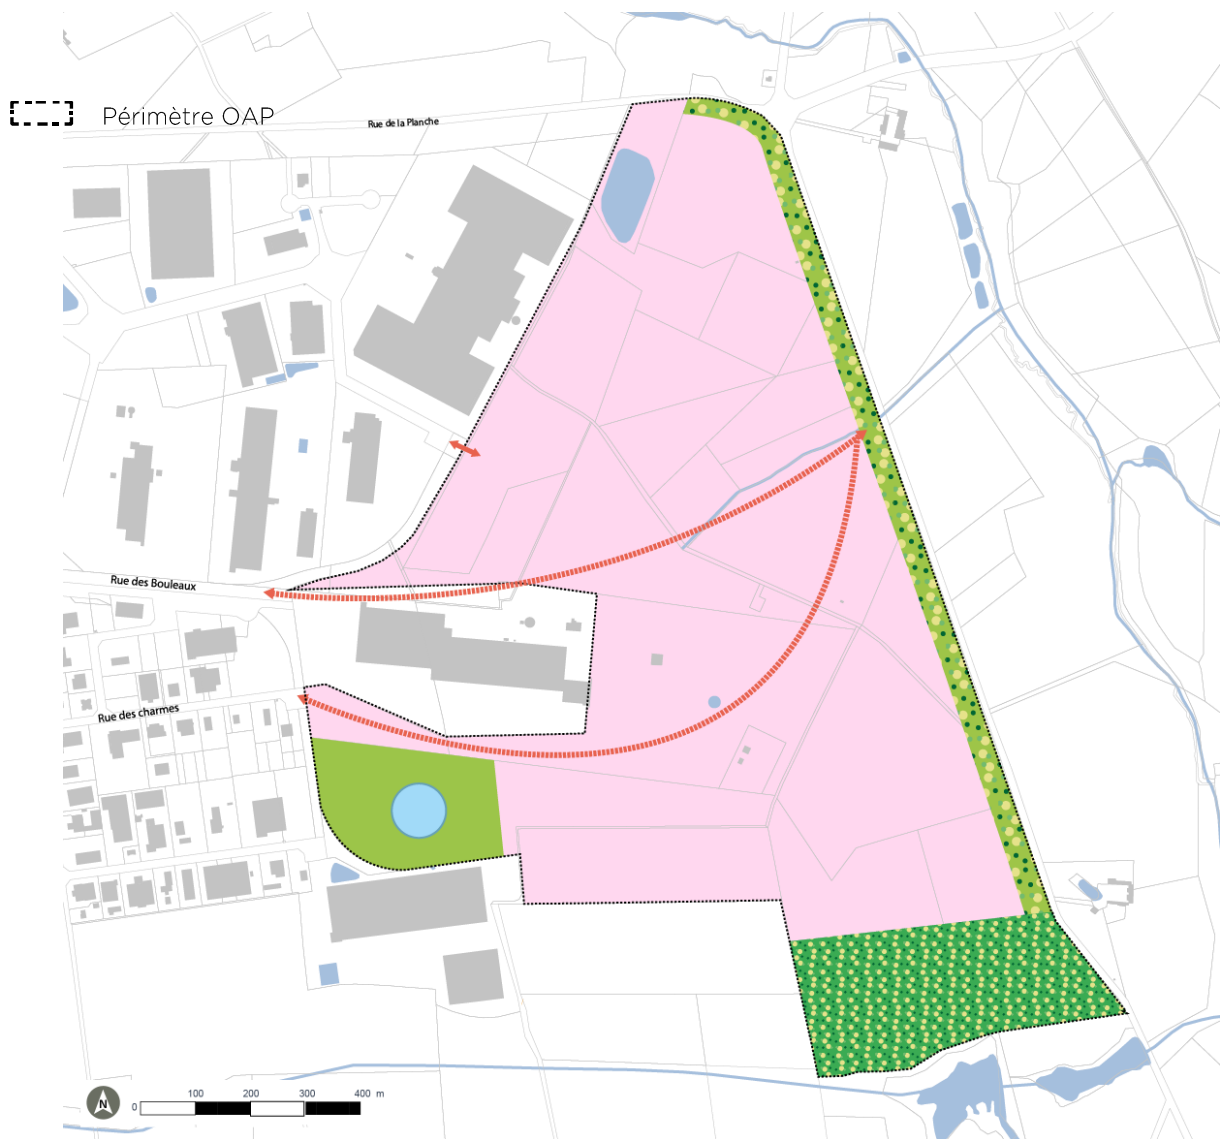 Périmètre OAP
Rue de la Planche
Rue des Bouleaux
Rue des charmes
N
0 100 200 300 400 m